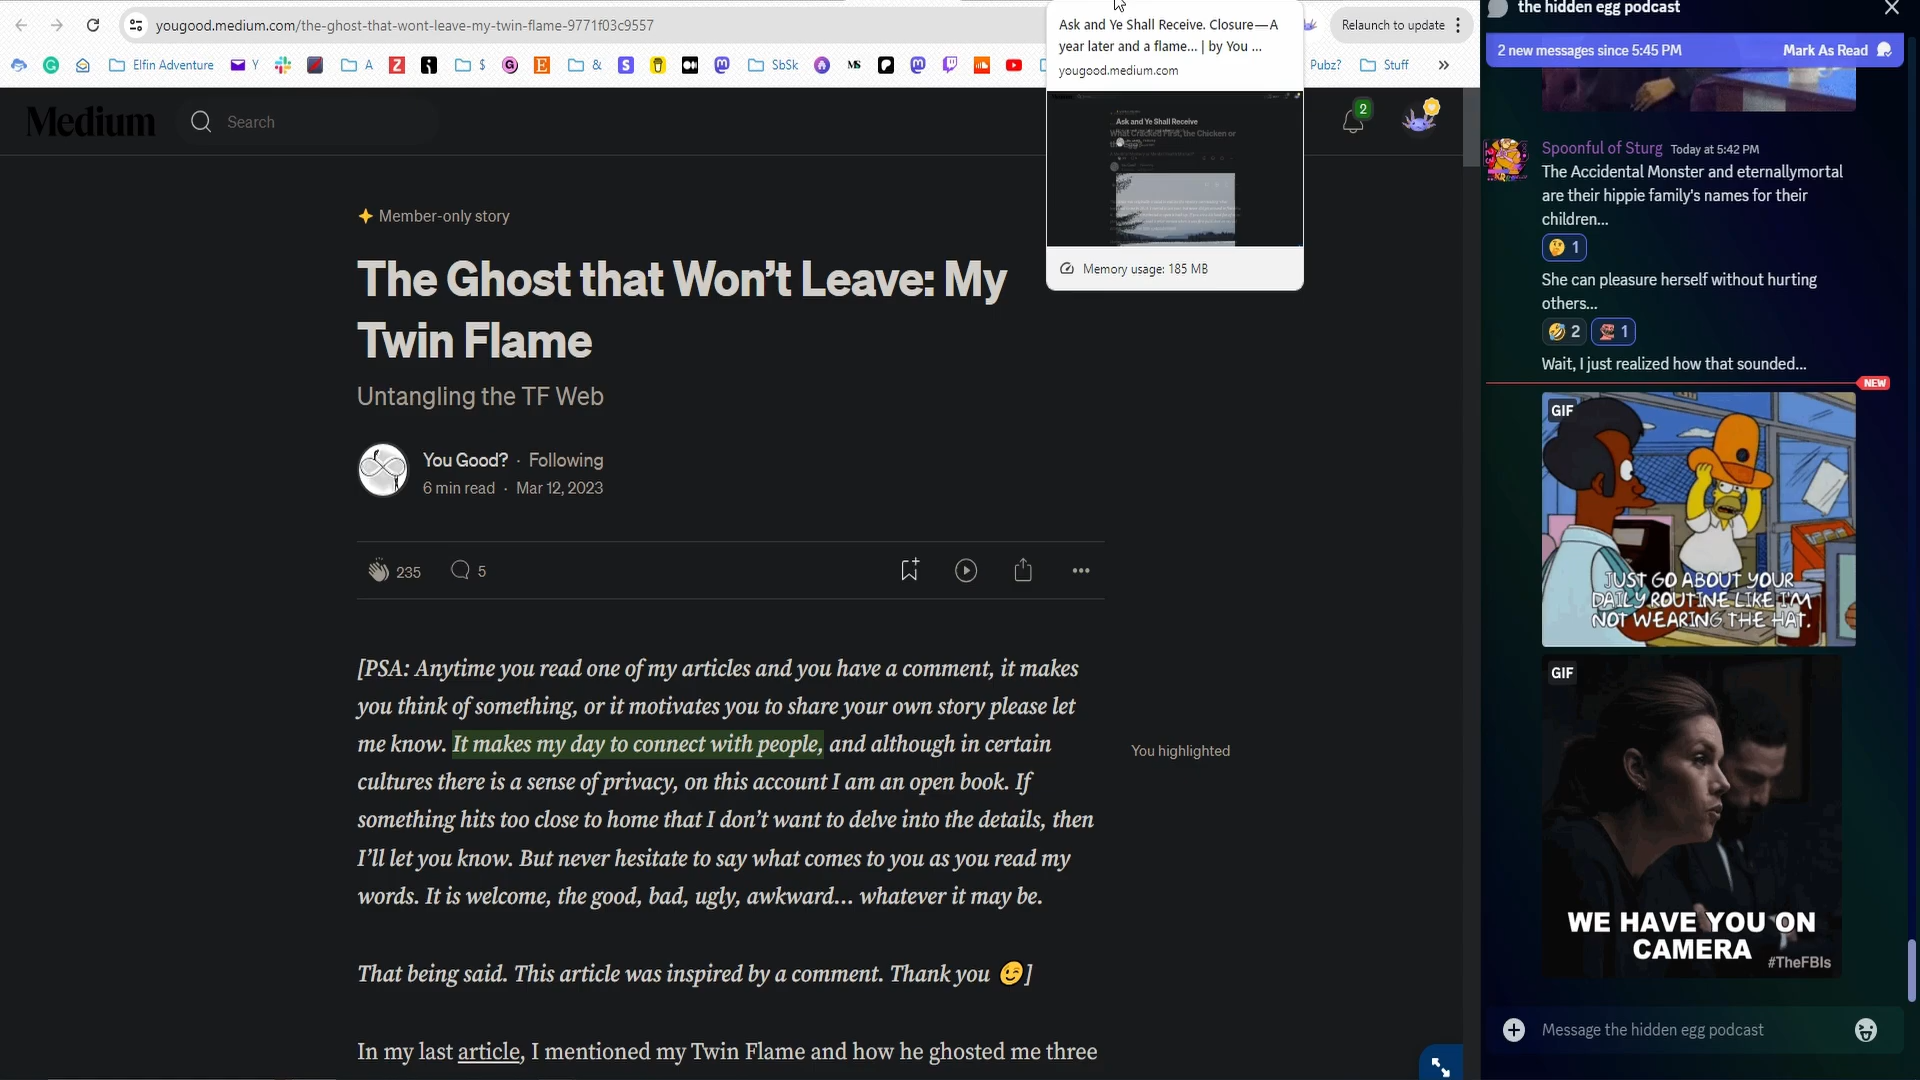 yougood.medium.com/the-ghost-that-wont-leave-my-twin-flame-9771f03c9557
Relaunch to update
Ask and Ye Shall Receive. Closure — A
year later and a flame... | by You ...
yougood.medium.com
Elfin Adventure
Y
A
$
&
SbSk
Pubz?
Stuff
Medium
Search
2
Ask and Ye Shall Receive
Memory usage: 185 MB
Member-only story
The Ghost that Won’t Leave: My
Twin Flame
Untangling the TF Web
You Good? · Following
6 min read · Mar 12, 2023
235
5
[PSA: Anytime you read one of my articles and you have a comment, it makes
you think of something, or it motivates you to share your own story please let
me know. It makes my day to connect with people, and although in certain
cultures there is a sense of privacy, on this account I am an open book. If
something hits too close to home that I don’t want to delve into the details, then
I’ll let you know. But never hesitate to say what comes to you as you read my
words. It is welcome, the good, bad, ugly, awkward… whatever it may be.
You highlighted
That being said. This article was inspired by a comment. Thank you 😉]
In my last article, I mentioned my Twin Flame and how he ghosted me three
the hidden egg podcast
2 new messages since 5:45 PM
Mark As Read
Spoonful of Sturg Today at 5:42 PM
The Accidental Monster and eternallymortal
are their hippie family's names for their
children...
🤔 1
She can pleasure herself without hurting
others...
🤣 2
1
Wait, I just realized how that sounded...
NEW
GIF
JUST GO ABOUT YOUR
DAILY ROUTINE LIKE I'M
NOT WEARING THE HAT.
GIF
WE HAVE YOU ON
CAMERA
#TheFBIs
Message the hidden egg podcast